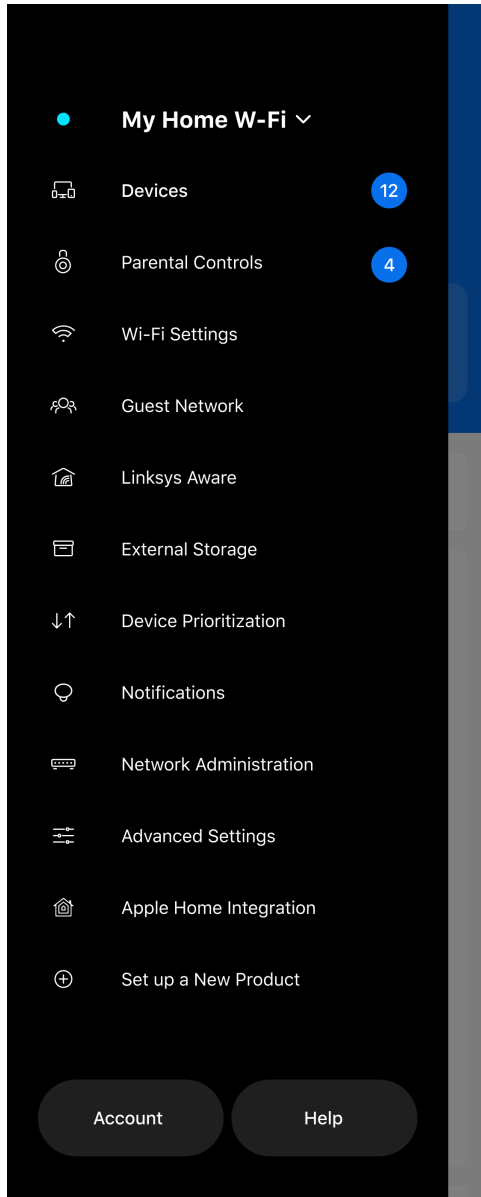 My Home W-Fi
Devices 12
Parental Controls 4
Wi-Fi Settings
Guest Network
Linksys Aware
External Storage
Device Prioritization
Notifications
Network Administration
Advanced Settings
Apple Home Integration
Set up a New Product
Account Help